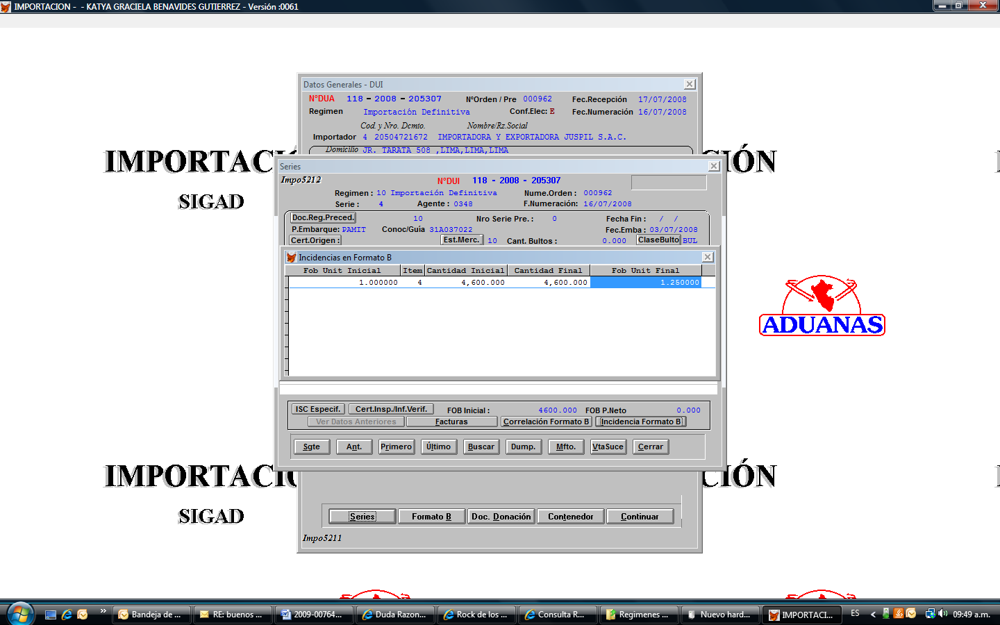 IMPORTACION - - KATYA GRACIELA BENAVIDES GUTIERREZ - Versión :0061
Datos Generales - DUI
N°DUA 118 - 2008 - 205307 N°Orden / Pre 000962 Fec.Recepción 17/07/2008
Regimen Importación Definitiva Conf.Elec: E Fec.Numeración 16/07/2008
Cod. y Nro. Dcmto. Nombre/Rz.Social
Importador 4 20504721672 IMPORTADORA Y EXPORTADORA JUSPIL S.A.C.
Domicilio JR. TARATA 508 ,LIMA,LIMA,LIMA
IMPORTACI IÓN
SIGAD
Series
Impo5212 N°DUI 118 - 2008 - 205307
Regimen : 10 Importación Definitiva Nume.Orden : 000962
Serie : 4 Agente : 0348 F.Numeración: 16/07/2008
Doc.Reg.Preced. 10 Nro Serie Pre. : 0 Fecha Fin : / /
P.Embarque: PAMIT Conoc/Guía 31A037022 Fec.Emba : 03/07/2008
Cert.Origen : Est.Merc. 10 Cant. Bultos : 0.000 ClaseBulto BUL
Incidencias en Formato B
Fob Unit Inicial Item Cantidad Inicial Cantidad Final Fob Unit Final
1.000000 4 4,600.000 4,600.000 1.250000
ADUANAS
ISC Especif. Cert.Insp./Inf.Verif. FOB Inicial : 4600.000 FOB P.Neto 0.000
Ver Datos Anteriores Facturas Correlación Formato B Incidencia Formato B
Sgte Ant. Primero Último Buscar Dump. Mfto. VtaSuce Cerrar
IMPORTACI CIÓN
SIGAD
Series Formato B Doc. Donación Contenedor Continuar
Impo5211
» Bandeja de ... RE: buenos ... 2009-00764... Duda Razon... Rock de los ... Consulta R... Regimenes ... Nuevo hard... IMPORTACI... ES < 09:49 a.m.